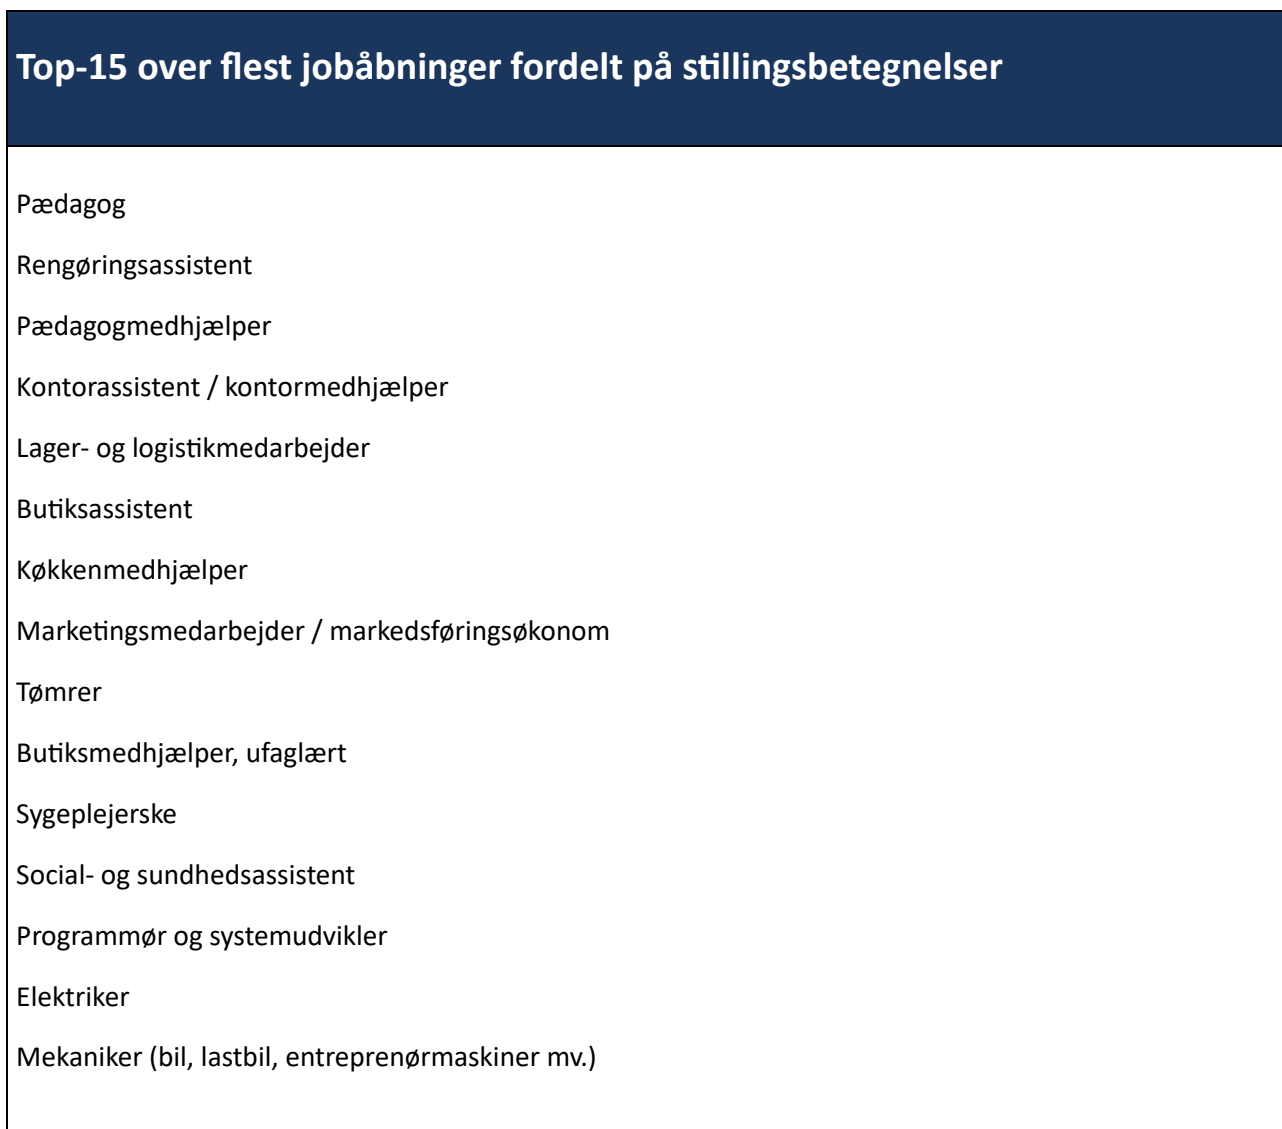 Top-15 over flest jobåbninger fordelt på stillingsbetegnelser
Pædagog
Rengøringsassistent
Pædagogmedhjælper
Kontorassistent / kontormedhjælper
Lager- og logistikmedarbejder
Butiksassistent
Køkkenmedhjælper
Marketingsmedarbejder / markedsføringsøkonom
Tømrer
Butiksmedhjælper, ufaglært
Sygeplejerske
Social- og sundhedsassistent
Programmør og systemudvikler
Elektriker
Mekaniker (bil, lastbil, entreprenørmaskiner mv.)